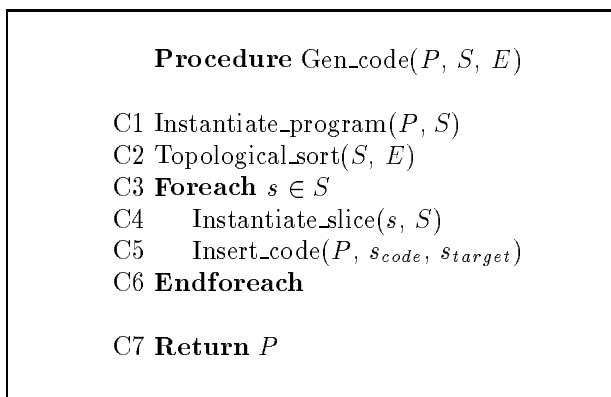 Procedure Gen_code(P, S, E)
C1 Instantiate_program(P, S)
C2 Topological_sort(S, E)
C3 Foreach s ∈ S
C4 Instantiate_slice(s, S)
C5 Insert_code(P, s_code, s_target)
C6 Endforeach
C7 Return P